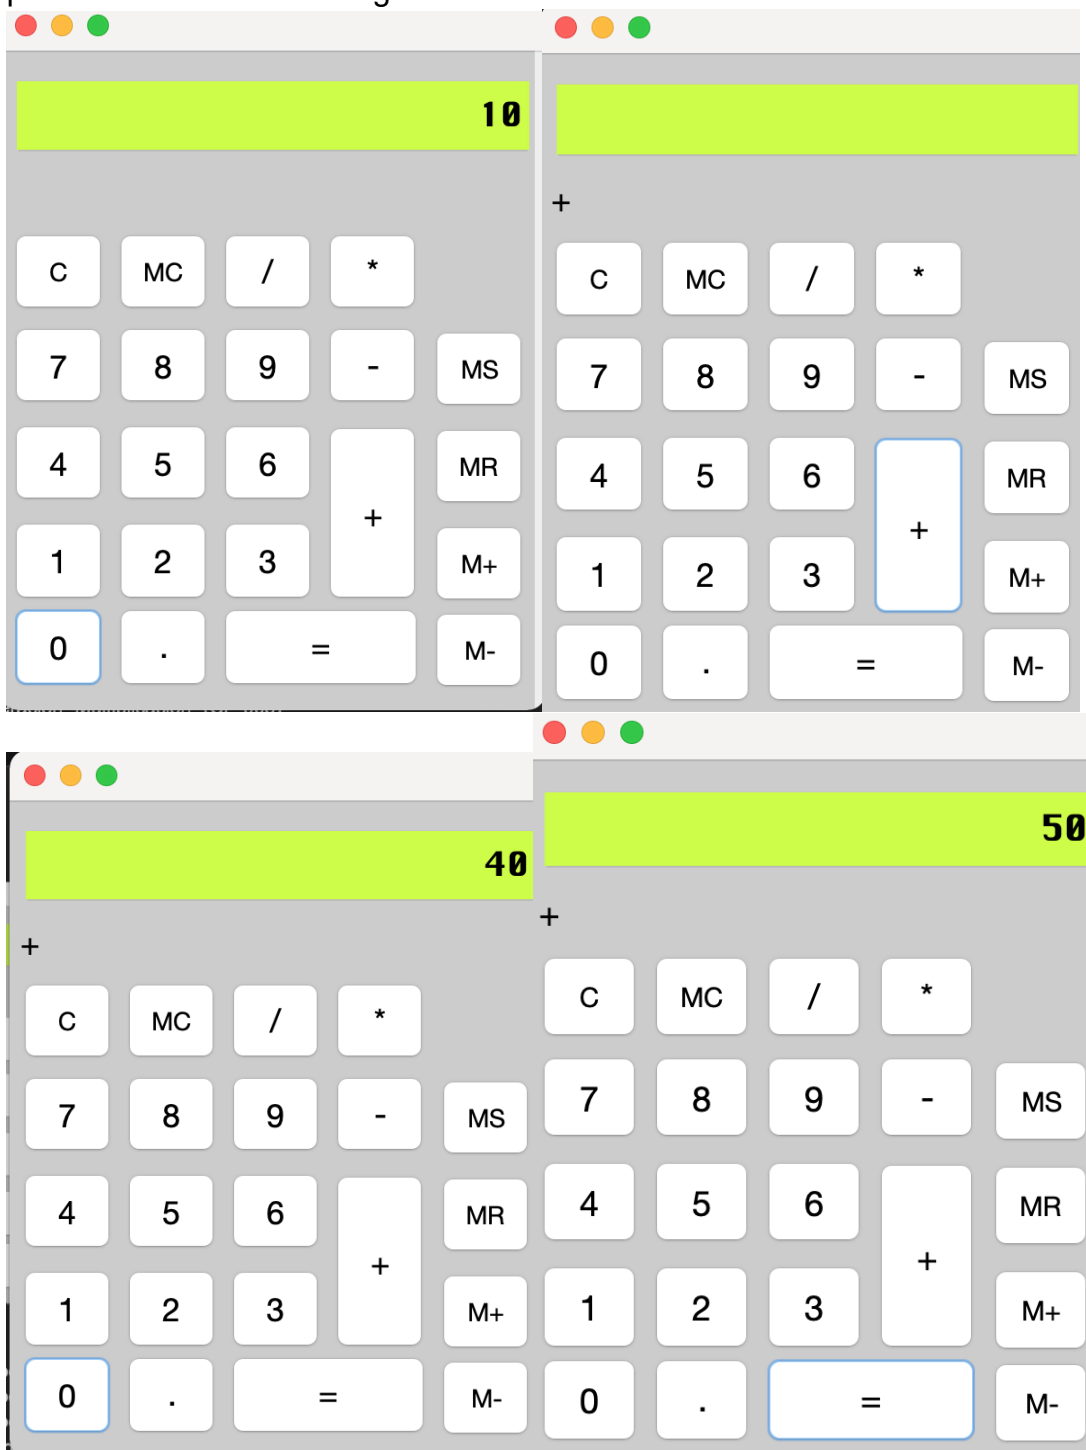 10
C MC / *
7 8 9 - MS
4 5 6 MR
+
1 2 3 M+
0 . = M-
+
C MC / *
7 8 9 - MS
4 5 6 MR
+
1 2 3 M+
0 . = M-
40
+
C MC / *
7 8 9 - MS
4 5 6 MR
+
1 2 3 M+
0 . = M-
50
+
C MC / *
7 8 9 - MS
4 5 6 MR
+
1 2 3 M+
0 . = M-